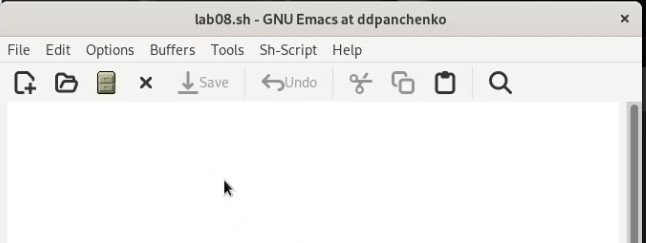 lab08.sh - GNU Emacs at ddpanchenko ×
File Edit Options Buffers Tools Sh-Script Help
Save Undo